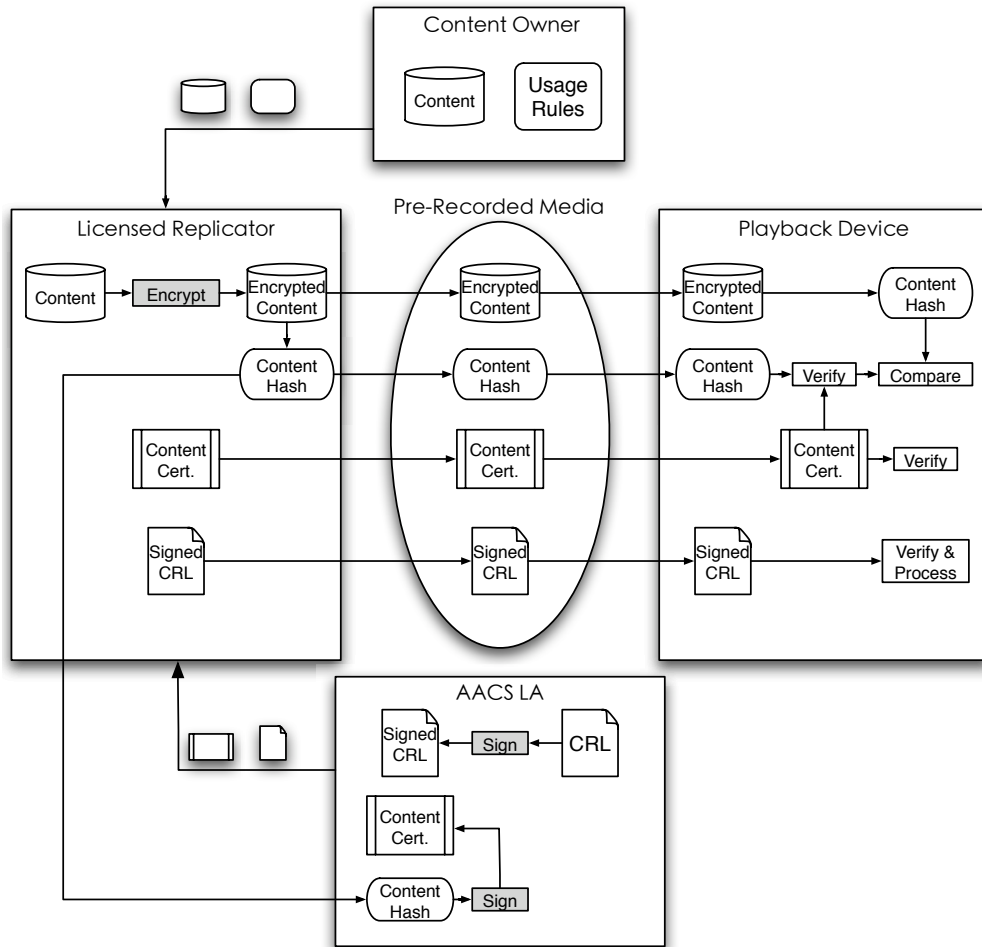 Content Owner
Content
Usage
Rules
Licensed Replicator
Content
Encrypt
Encrypted
Content
Content
Hash
Content
Cert.
Signed
CRL
Pre-Recorded Media
Encrypted
Content
Content
Hash
Content
Cert.
Signed
CRL
Playback Device
Encrypted
Content
Content
Hash
Content
Hash
Verify
Compare
Content
Cert.
Verify
Signed
CRL
Verify &
Process
AACS LA
Signed
CRL
Sign
CRL
Content
Cert.
Content
Hash
Sign